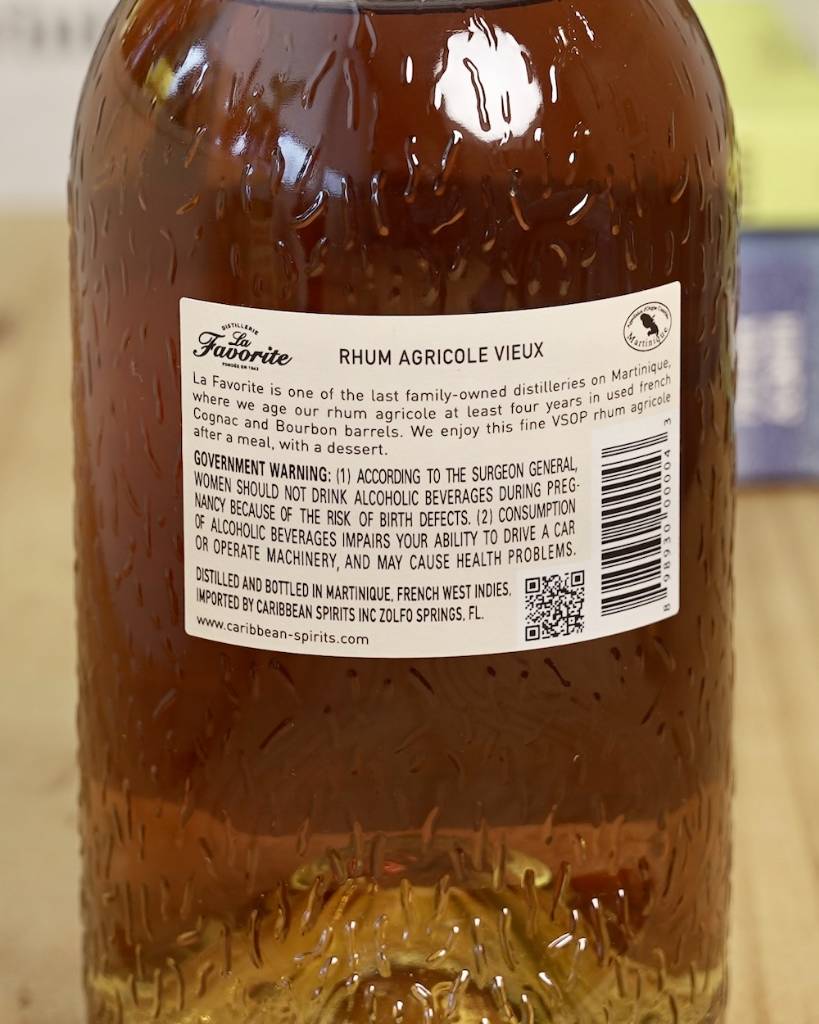 DISTILLERIE
La
Favorite
FONDÉE EN 1842
RHUM AGRICOLE VIEUX
Martinique
La Favorite is one of the last family-owned distilleries on Martinique,
where we age our rhum agricole at least four years in used french
Cognac and Bourbon barrels. We enjoy this fine VSOP rhum agricole
after a meal, with a dessert.
GOVERNMENT WARNING: (1) ACCORDING TO THE SURGEON GENERAL,
WOMEN SHOULD NOT DRINK ALCOHOLIC BEVERAGES DURING PREG-
NANCY BECAUSE OF THE RISK OF BIRTH DEFECTS. (2) CONSUMPTION
OF ALCOHOLIC BEVERAGES IMPAIRS YOUR ABILITY TO DRIVE A CAR
OR OPERATE MACHINERY, AND MAY CAUSE HEALTH PROBLEMS.
DISTILLED AND BOTTLED IN MARTINIQUE, FRENCH WEST INDIES.
IMPORTED BY CARIBBEAN SPIRITS INC ZOLFO SPRINGS, FL.
www.caribbean-spirits.com
8 98930 00004 3